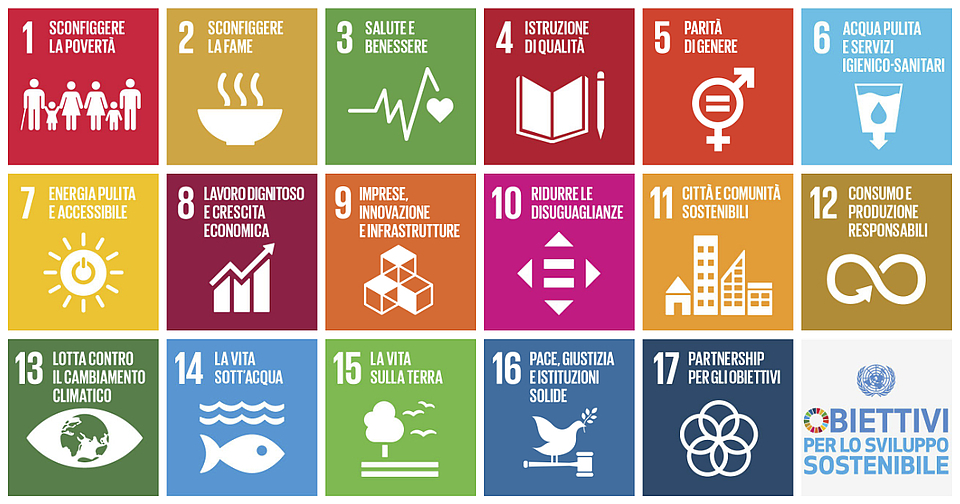 1 SCONFIGGERE
LA POVERTÀ
2 SCONFIGGERE
LA FAME
3 SALUTE E
BENESSERE
4 ISTRUZIONE
DI QUALITÀ
5 PARITÀ
DI GENERE
6 ACQUA PULITA
E SERVIZI
IGIENICO-SANITARI
7 ENERGIA PULITA
E ACCESSIBILE
8 LAVORO DIGNITOSO
E CRESCITA
ECONOMICA
9 IMPRESE,
INNOVAZIONE
E INFRASTRUTTURE
10 RIDURRE LE
DISUGUAGLIANZE
11 CITTÀ E COMUNITÀ
SOSTENIBILI
12 CONSUMO E
PRODUZIONE
RESPONSABILI
13 LOTTA CONTRO
IL CAMBIAMENTO
CLIMATICO
14 LA VITA
SOTT'ACQUA
15 LA VITA
SULLA TERRA
16 PACE, GIUSTIZIA
E ISTITUZIONI
SOLIDE
17 PARTNERSHIP
PER GLI OBIETTIVI
OBIETTIVI
PER LO SVILUPPO
SOSTENIBILE